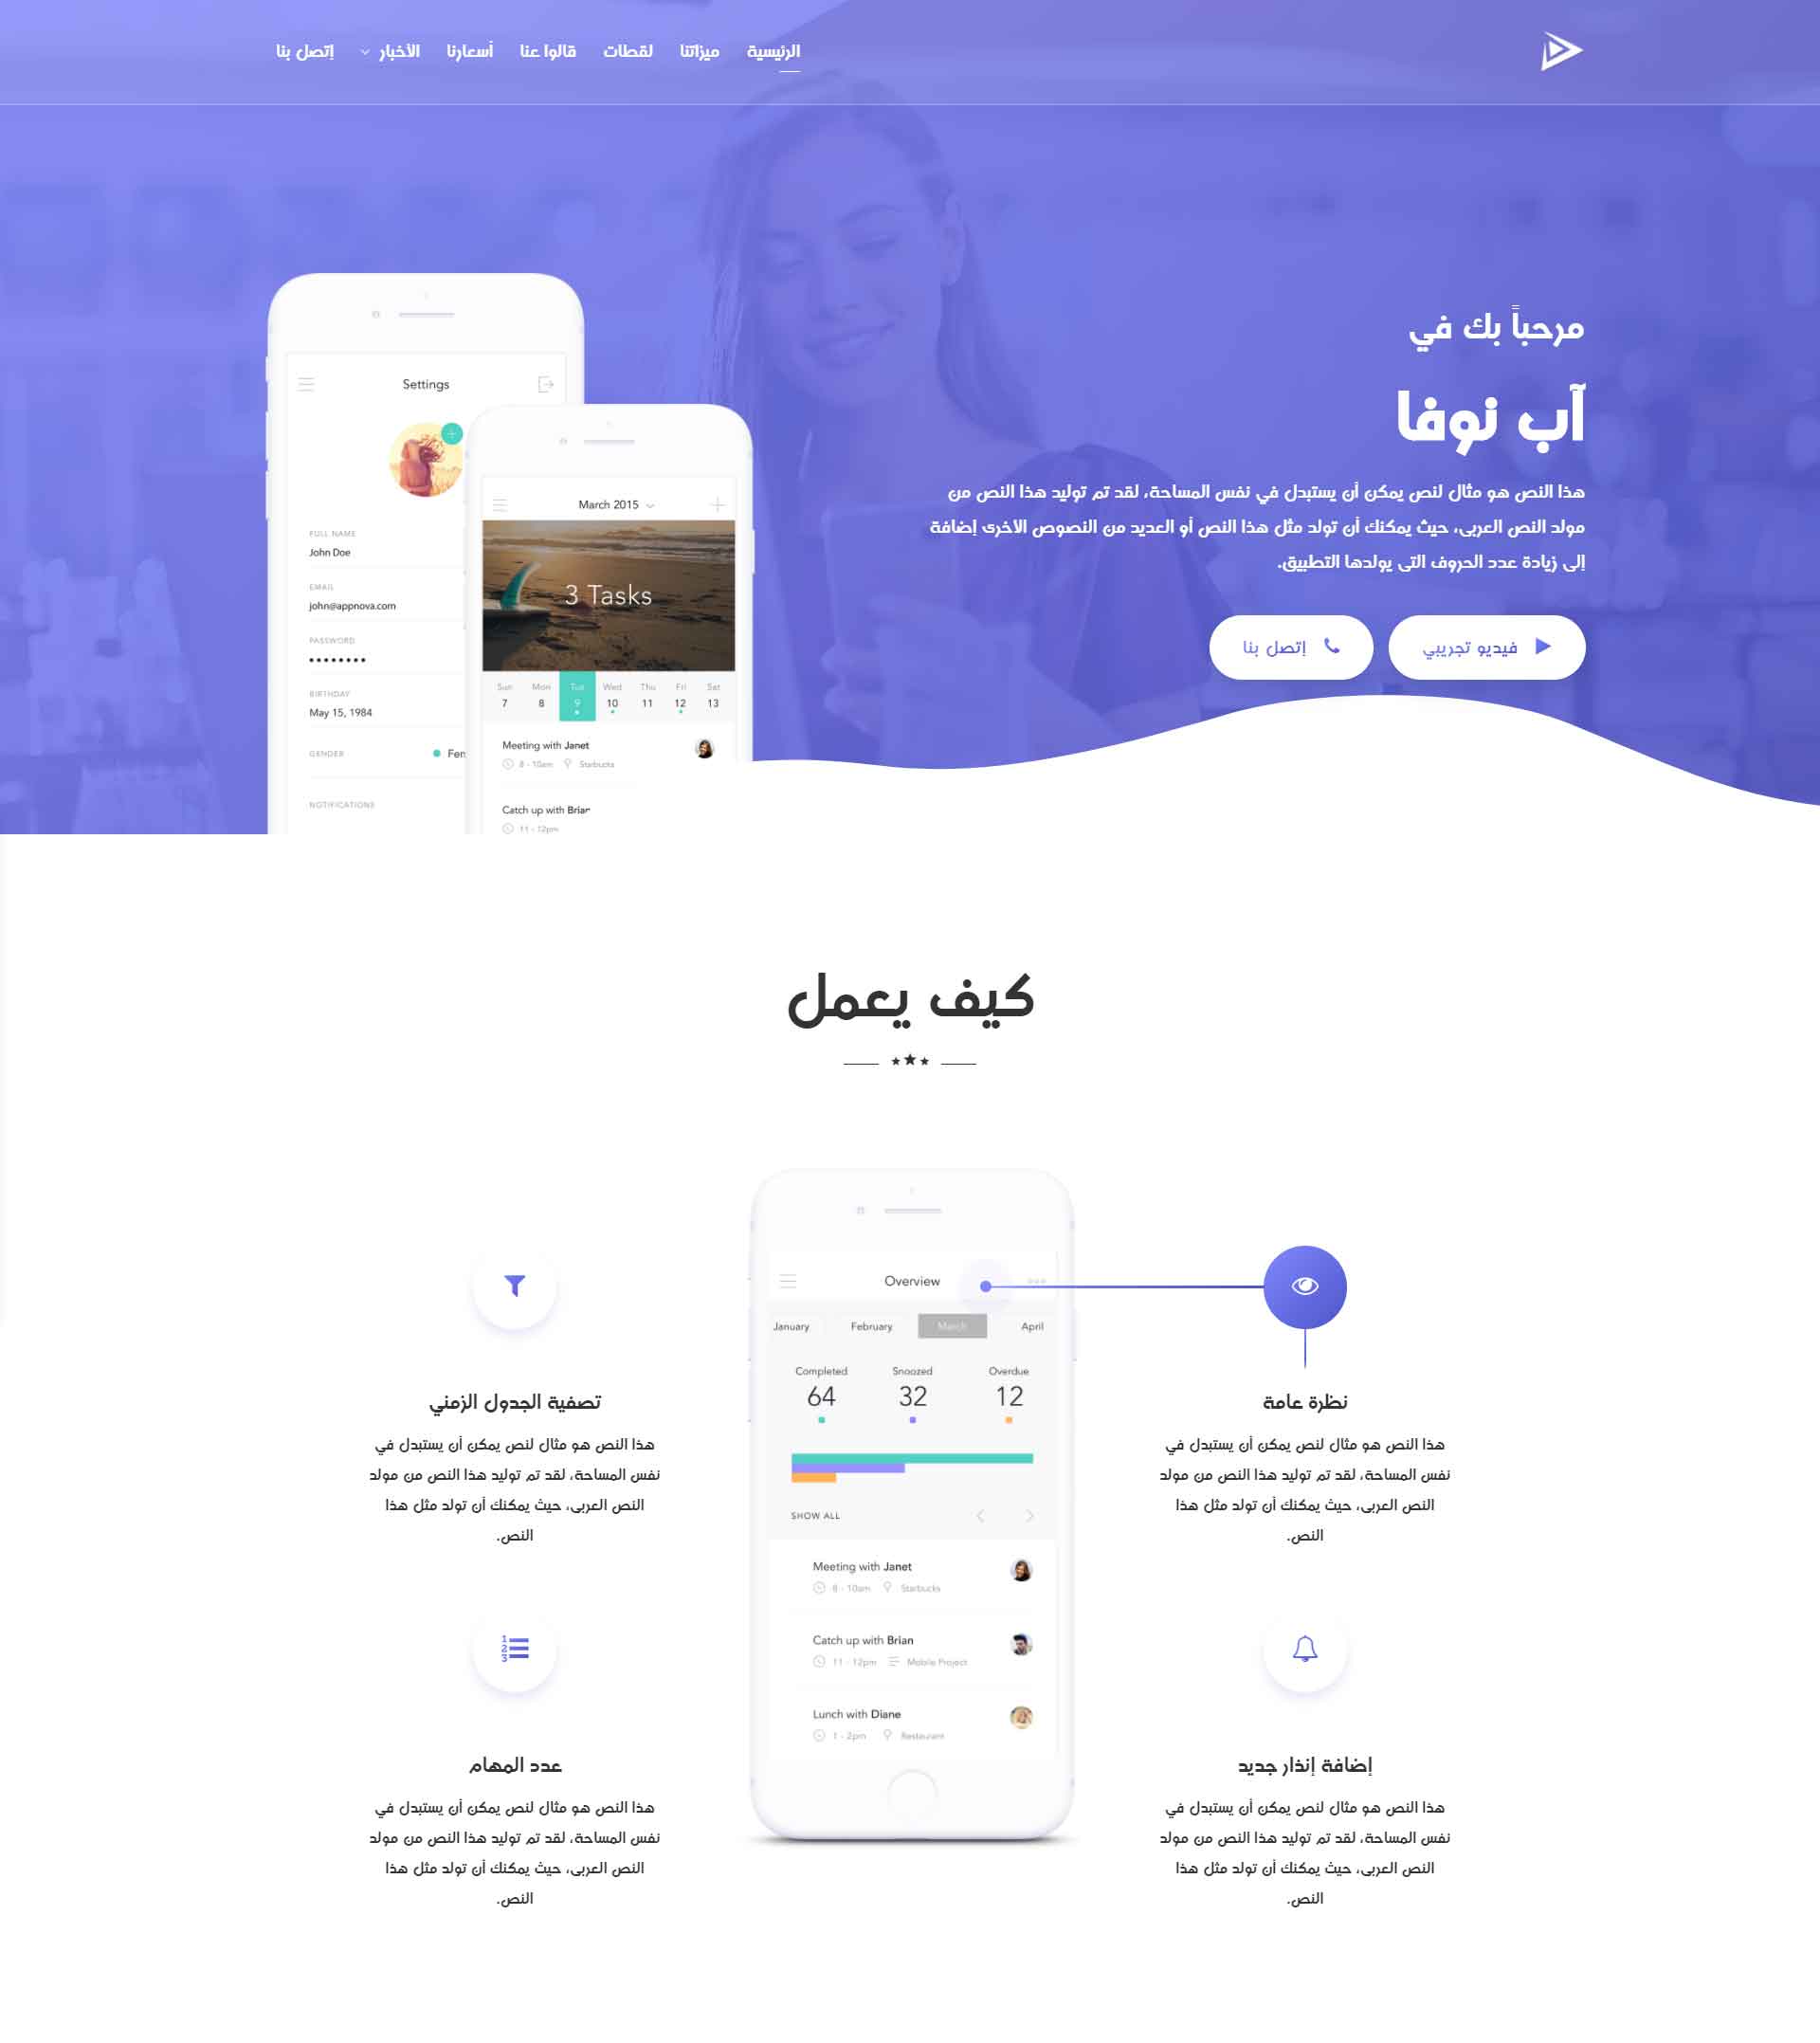 الرئيسية
ميزاتنا
لقطات
قالوا عنا
أسعارنا
الأخبار
إتصل بنا
مرحباً بك في
آب نوفا
هذا النص هو مثال لنص يمكن أن يستبدل في نفس المساحة، لقد تم توليد هذا النص من
مولد النص العربى، حيث يمكنك أن تولد مثل هذا النص أو العديد من النصوص الأخرى إضافة
إلى زيادة عدد الحروف التى يولدها التطبيق.
فيديو تجريبي
إتصل بنا
Settings
FULL NAME
John Doe
EMAIL
john@appnova.com
PASSWORD
BIRTHDAY
May 15, 1984
GENDER
Fen
NOTIFICATIONS
March 2015
3 Tasks
Sun Mon Tue Wed Thu Fri Sat
7 8 9 10 11 12 13
Meeting with Janet
8 - 10am Starbucks
Catch up with Brian
11 - 12pm
كيف يعمل
نظرة عامة
هذا النص هو مثال لنص يمكن أن يستبدل في
نفس المساحة، لقد تم توليد هذا النص من مولد
النص العربى، حيث يمكنك أن تولد مثل هذا
النص.
إضافة إنذار جديد
هذا النص هو مثال لنص يمكن أن يستبدل في
نفس المساحة، لقد تم توليد هذا النص من مولد
النص العربى، حيث يمكنك أن تولد مثل هذا
النص.
Overview
January February March April
Completed Snoozed Overdue
64 32 12
SHOW ALL
Meeting with Janet
8 - 10am Starbucks
Catch up with Brian
11 - 12pm Mobile Project
Lunch with Diane
1 - 2pm Restaurant
تصفية الجدول الزمني
هذا النص هو مثال لنص يمكن أن يستبدل في
نفس المساحة، لقد تم توليد هذا النص من مولد
النص العربى، حيث يمكنك أن تولد مثل هذا
النص.
1
2
3
عدد المهام
هذا النص هو مثال لنص يمكن أن يستبدل في
نفس المساحة، لقد تم توليد هذا النص من مولد
النص العربى، حيث يمكنك أن تولد مثل هذا
النص.